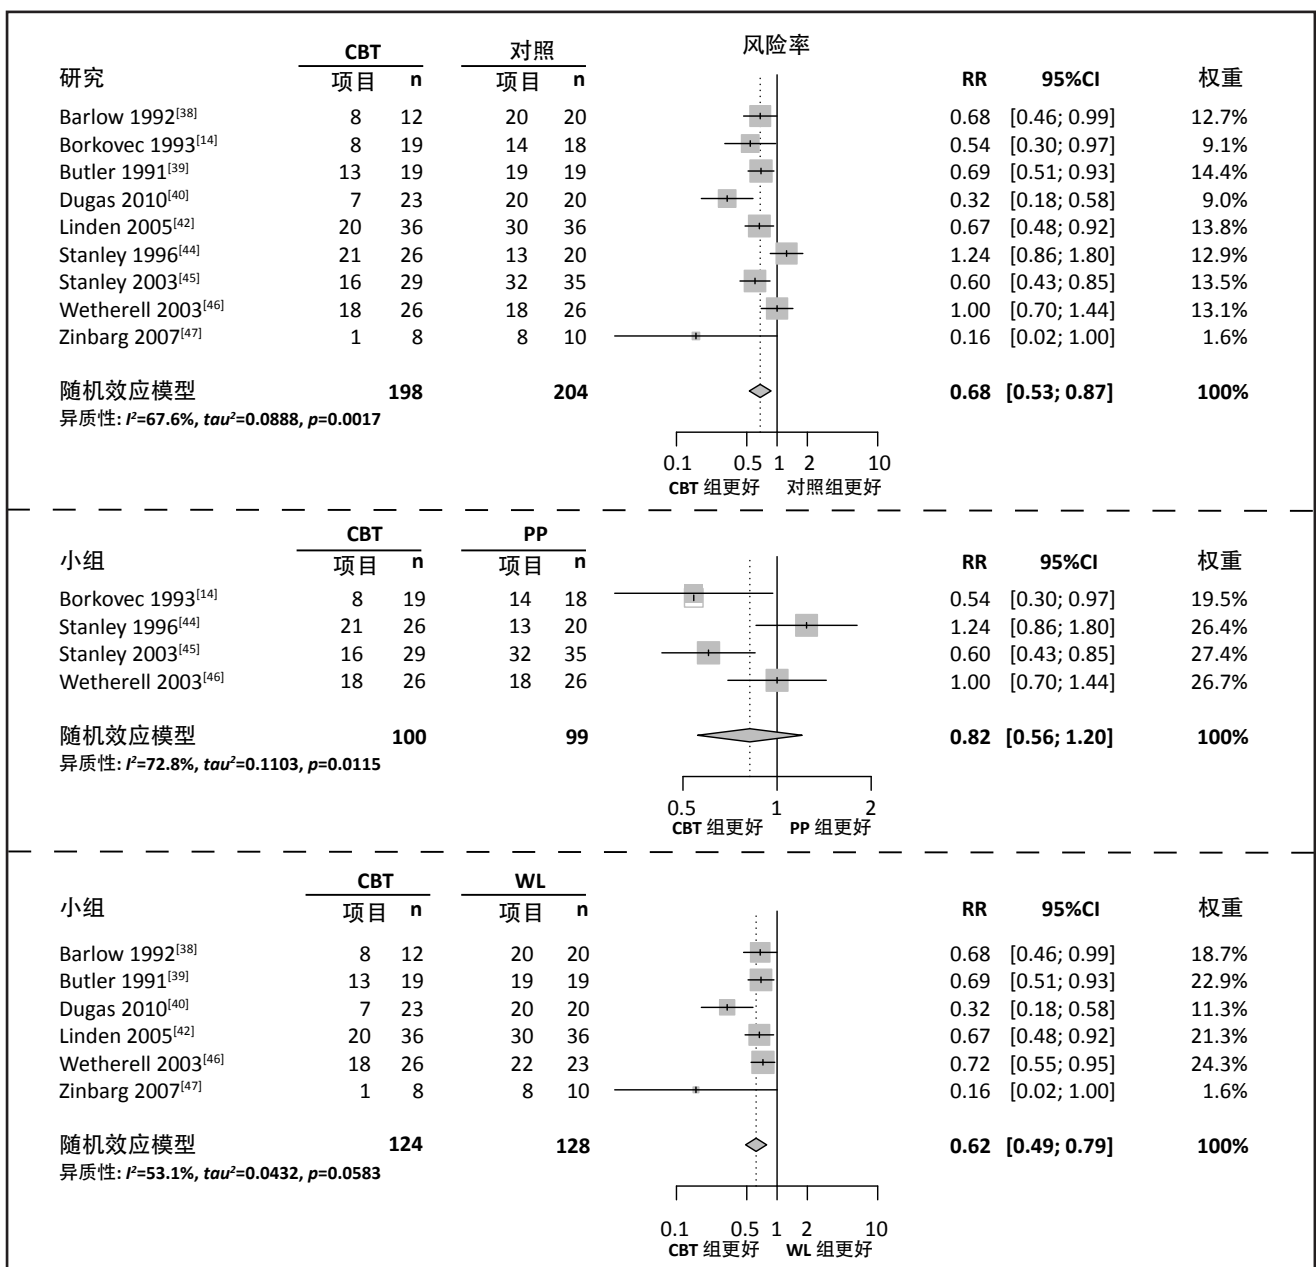 CBT 对照 风险率
研究 项目 n 项目 n RR 95%CI 权重
Barlow 1992[38] 8 12 20 20 0.68 [0.46; 0.99] 12.7%
Borkovec 1993[14] 8 19 14 18 0.54 [0.30; 0.97] 9.1%
Butler 1991[39] 13 19 19 19 0.69 [0.51; 0.93] 14.4%
Dugas 2010[40] 7 23 20 20 0.32 [0.18; 0.58] 9.0%
Linden 2005[42] 20 36 30 36 0.67 [0.48; 0.92] 13.8%
Stanley 1996[44] 21 26 13 20 1.24 [0.86; 1.80] 12.9%
Stanley 2003[45] 16 29 32 35 0.60 [0.43; 0.85] 13.5%
Wetherell 2003[46] 18 26 18 26 1.00 [0.70; 1.44] 13.1%
Zinbarg 2007[47] 1 8 8 10 0.16 [0.02; 1.00] 1.6%
随机效应模型 198 204 0.68 [0.53; 0.87] 100%
异质性: I²=67.6%, tau²=0.0888, p=0.0017
0.1 0.5 1 2 10
CBT 组更好 对照组更好
CBT PP
小组 项目 n 项目 n RR 95%CI 权重
Borkovec 1993[14] 8 19 14 18 0.54 [0.30; 0.97] 19.5%
Stanley 1996[44] 21 26 13 20 1.24 [0.86; 1.80] 26.4%
Stanley 2003[45] 16 29 32 35 0.60 [0.43; 0.85] 27.4%
Wetherell 2003[46] 18 26 18 26 1.00 [0.70; 1.44] 26.7%
随机效应模型 100 99 0.82 [0.56; 1.20] 100%
异质性: I²=72.8%, tau²=0.1103, p=0.0115
0.5 1 2
CBT 组更好 PP 组更好
CBT WL
小组 项目 n 项目 n RR 95%CI 权重
Barlow 1992[38] 8 12 20 20 0.68 [0.46; 0.99] 18.7%
Butler 1991[39] 13 19 19 19 0.69 [0.51; 0.93] 22.9%
Dugas 2010[40] 7 23 20 20 0.32 [0.18; 0.58] 11.3%
Linden 2005[42] 20 36 30 36 0.67 [0.48; 0.92] 21.3%
Wetherell 2003[46] 18 26 22 23 0.72 [0.55; 0.95] 24.3%
Zinbarg 2007[47] 1 8 8 10 0.16 [0.02; 1.00] 1.6%
随机效应模型 124 128 0.62 [0.49; 0.79] 100%
异质性: I²=53.1%, tau²=0.0432, p=0.0583
0.1 0.5 1 2 10
CBT 组更好 WL 组更好